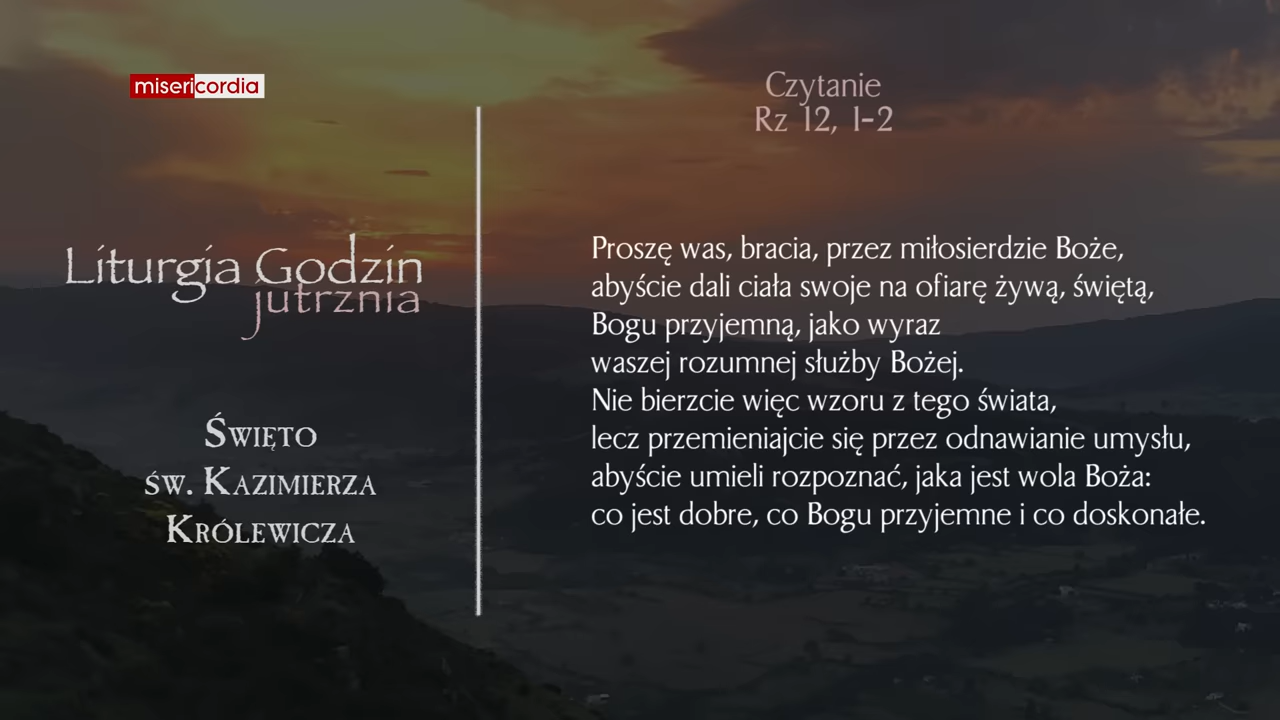 misericordia
Liturgia Godzin
jutrznia
Święto
św. Kazimierza
Królewicza
Czytanie
Rz 12, 1-2
Proszę was, bracia, przez miłosierdzie Boże,
abyście dali ciała swoje na ofiarę żywą, świętą,
Bogu przyjemną, jako wyraz
waszej rozumnej służby Bożej.
Nie bierzcie więc wzoru z tego świata,
lecz przemieniajcie się przez odnawianie umysłu,
abyście umieli rozpoznać, jaka jest wola Boża:
co jest dobre, co Bogu przyjemne i co doskonałe.